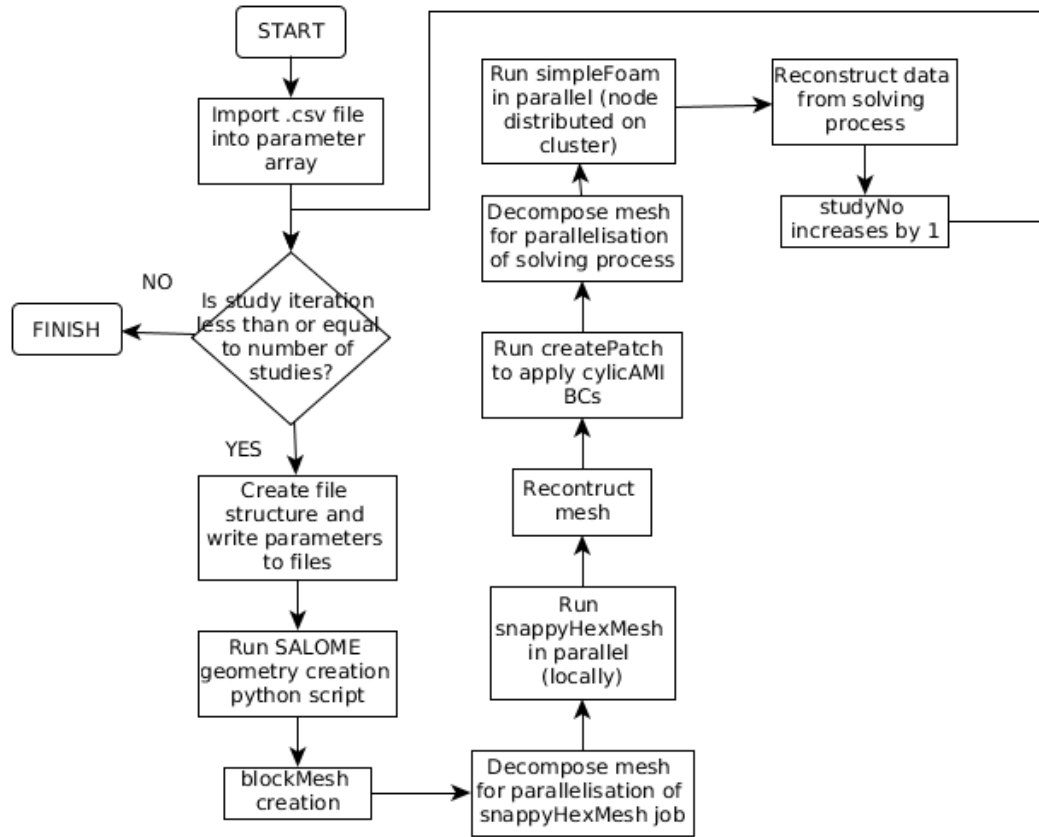 START
Import .csv file
into parameter
array
NO
Is study iteration
less than or equal
to number of
studies?
FINISH
YES
Create file
structure and
write parameters
to files
Run SALOME
geometry creation
python script
blockMesh
creation
Decompose mesh
for parallelisation of
snappyHexMesh job
Run
snappyHexMesh
in parallel
(locally)
Recontruct
mesh
Run createPatch
to apply cylicAMI
BCs
Decompose mesh
for parallelisation
of solving process
Run simpleFoam
in parallel (node
distributed on
cluster)
Reconstruct data
from solving
process
studyNo
increases by 1